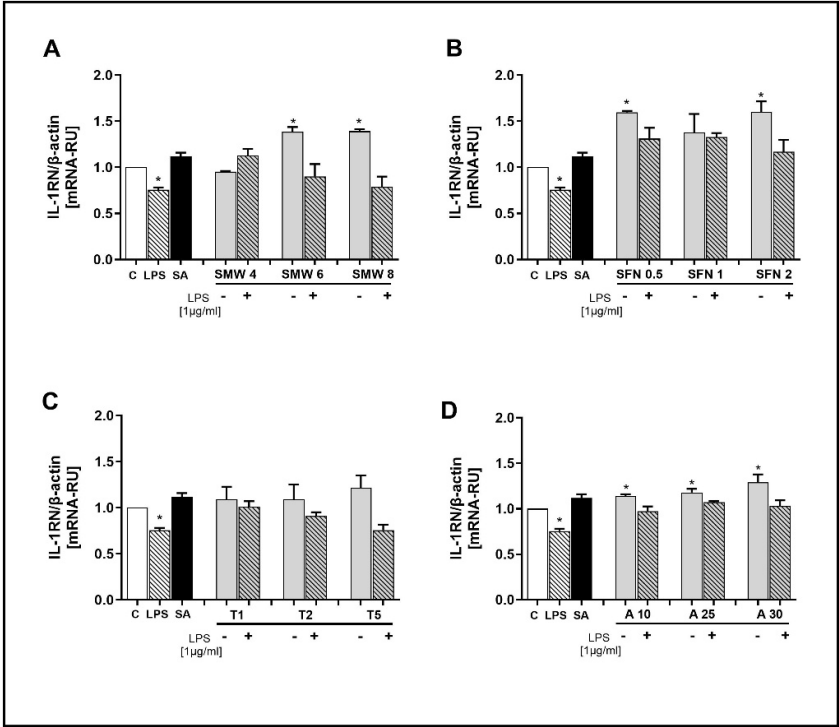 A
IL-1RN/β-actin
[mRNA-RU]
2.0
*
*
1.5
1.0
*
0.5
0.0
C LPS SA SMW 4 SMW 6 SMW 8
LPS - + - + - +
[1µg/ml]
B
IL-1RN/β-actin
[mRNA-RU]
2.0
*
*
1.5
1.0
*
0.5
0.0
C LPS SA SFN 0.5 SFN 1 SFN 2
LPS - + - + - +
[1µg/ml]
C
IL-1RN/β-actin
[mRNA-RU]
2.0
1.5
1.0
*
0.5
0.0
C LPS SA T1 T2 T5
LPS - + - + - +
[1µg/ml]
D
IL-1RN/β-actin
[mRNA-RU]
2.0
1.5
*
*
*
1.0
*
0.5
0.0
C LPS SA A 10 A 25 A 30
LPS - + - + - +
[1µg/ml]